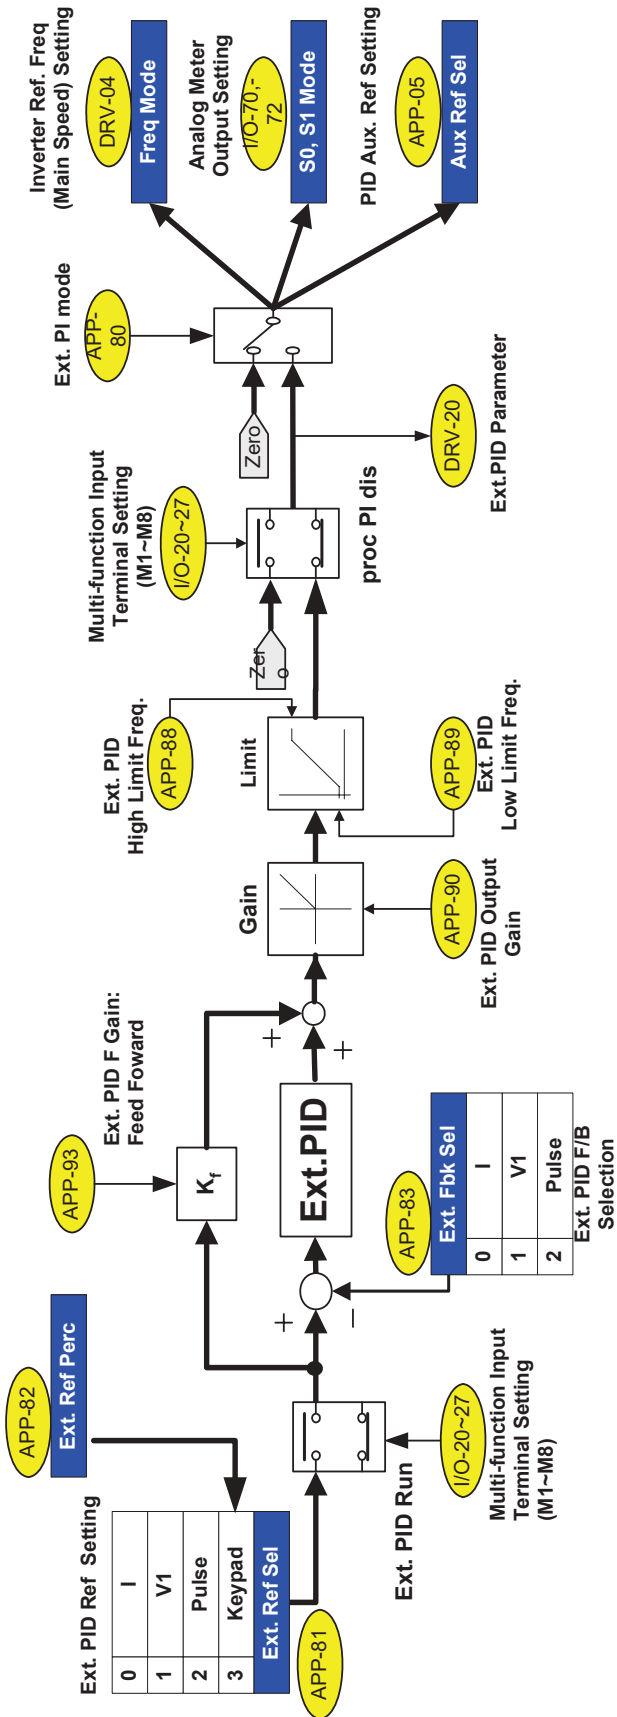 Ext. PID Ref  Setting
0 I
1 V1
2 Pulse
3 Keypad
Ext. Ref Sel
APP-81
APP-82
Ext. Ref Perc
Ext. PID Run
I/O-20~27
Multi-function Input
Terminal Setting
(M1~M8)
+
−
APP-83
Ext. Fbk Sel
0 I
1 V1
2 Pulse
Ext. PID F/B
Selection
APP-93
Ext. PID F Gain:
Feed Foward
Kf
Ext.PID
+
+
Gain
APP-90
Ext. PID Output
Gain
Ext. PID
High Limit Freq.
APP-88
Limit
APP-89
Ext. PID
Low Limit Freq.
Multi-function Input
Terminal Setting
(M1~M8)
I/O-20~27
Zer
o
proc PI dis
Zero
DRV-20
Ext.PID Parameter
Ext. PI mode
APP-
80
Inverter Ref. Freq
(Main Speed) Setting
DRV-04
Freq Mode
Analog Meter
Output Setting
I/O-70,-
72
S0, S1 Mode
PID Aux. Ref Setting
APP-05
Aux Ref Sel